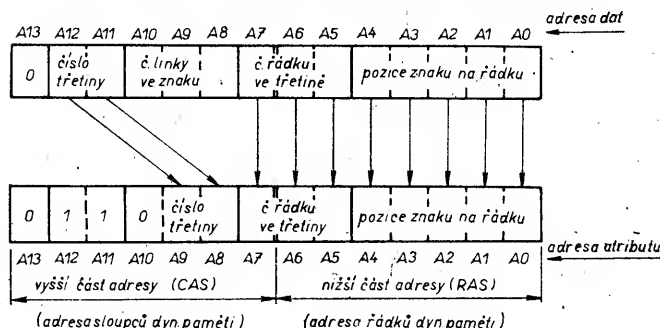 adresa dat
A13 A12 A11 A10 A9 A8 A7 A6 A5 A4 A3 A2 A1 A0
0 číslo třetiny č. linky ve znaku č. řádku ve třetině pozice znaku na řádku
0 1 1 0 číslo třetiny č. řádku ve třetiny pozice znaku na řádku
A13 A12 A11 A10 A9 A8 A7 A6 A5 A4 A3 A2 A1 A0
adresa atributu
vyšší část adresy (CAS) nižší část adresy (RAS)
(adresa sloupců dyn. paměti) (adresa řádků dyn. paměti)